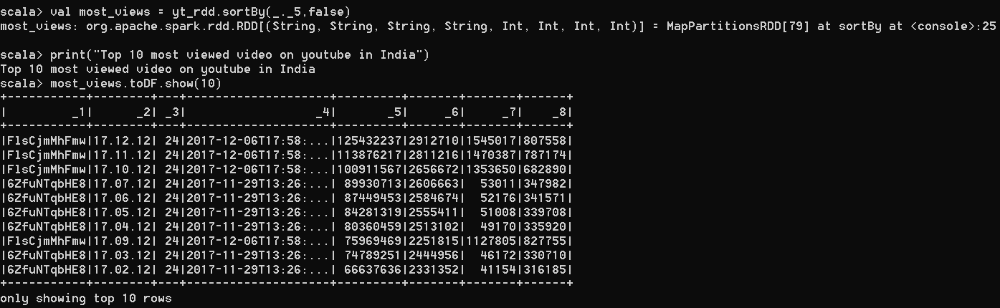 scala> val most_views = yt_rdd.sortBy(_._5,false)
most_views: org.apache.spark.rdd.RDD[(String, String, String, String, Int, Int, Int, Int)] = MapPartitionsRDD[79] at sortBy at <console>:25
scala> print("Top 10 most viewed video on youtube in India")
Top 10 most viewed video on youtube in India
scala> most_views.toDF.show(10)
+-----------+--------+---+--------------------+---------+-------+-------+------+
|         _1|      _2| _3|                  _4|       _5|     _6|     _7|    _8|
+-----------+--------+---+--------------------+---------+-------+-------+------+
|FlsCjmMhFmw|17.12.12| 24|2017-12-06T17:58:...|125432237|2912710|1545017|807558|
|FlsCjmMhFmw|17.11.12| 24|2017-12-06T17:58:...|113876217|2811216|1470387|787174|
|FlsCjmMhFmw|17.10.12| 24|2017-12-06T17:58:...|100911567|2656672|1353650|682890|
|6ZfuNTqbHE8|17.07.12| 24|2017-11-29T13:26:...| 89930713|2606663|  53011|347982|
|6ZfuNTqbHE8|17.06.12| 24|2017-11-29T13:26:...| 87449453|2584674|  52176|341571|
|6ZfuNTqbHE8|17.05.12| 24|2017-11-29T13:26:...| 84281319|2555411|  51008|339708|
|6ZfuNTqbHE8|17.04.12| 24|2017-11-29T13:26:...| 80360459|2513102|  49170|335920|
|FlsCjmMhFmw|17.09.12| 24|2017-12-06T17:58:...| 75969469|2251815|1127805|827755|
|6ZfuNTqbHE8|17.03.12| 24|2017-11-29T13:26:...| 74789251|2444956|  46172|330710|
|6ZfuNTqbHE8|17.02.12| 24|2017-11-29T13:26:...| 66637636|2331352|  41154|316185|
+-----------+--------+---+--------------------+---------+-------+-------+------+
only showing top 10 rows